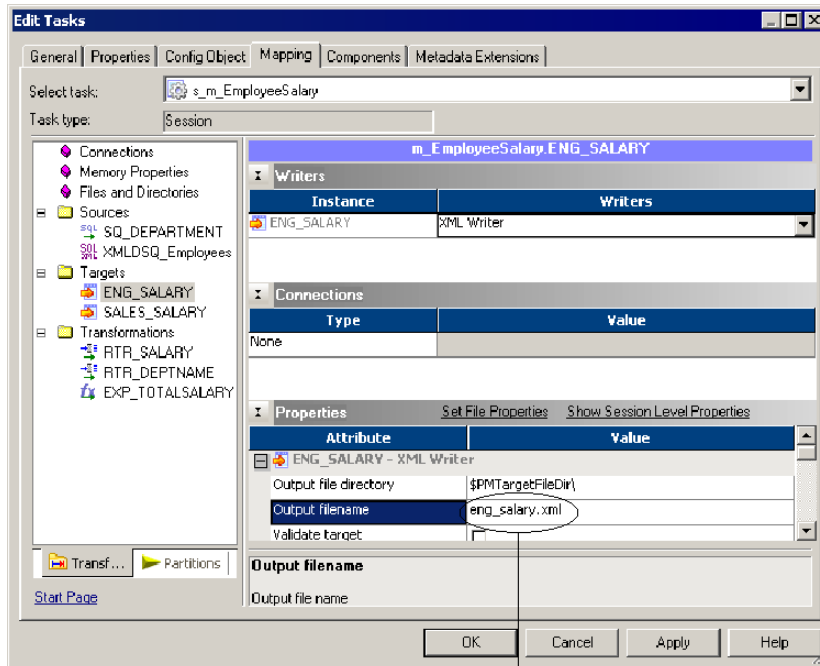 Edit Tasks
General Properties Config Object Mapping Components Metadata Extensions
Select task: s_m_EmployeeSalary
Task type: Session
Connections
Memory Properties
Files and Directories
Sources
SQ_DEPARTMENT
XMLDSQ_Employees
Targets
ENG_SALARY
SALES_SALARY
Transformations
RTR_SALARY
RTR_DEPTNAME
EXP_TOTALSALARY
Transf... Partitions
Start Page
m_EmployeeSalary.ENG_SALARY
Writers
Instance Writers
ENG_SALARY XML Writer
Connections
Type Value
None
Properties Set File Properties Show Session Level Properties
Attribute Value
ENG_SALARY - XML Writer
Output file directory $PMTargetFileDir\
Output filename eng_salary.xml
Validate target
Output filename
Output file name
OK Cancel Apply Help